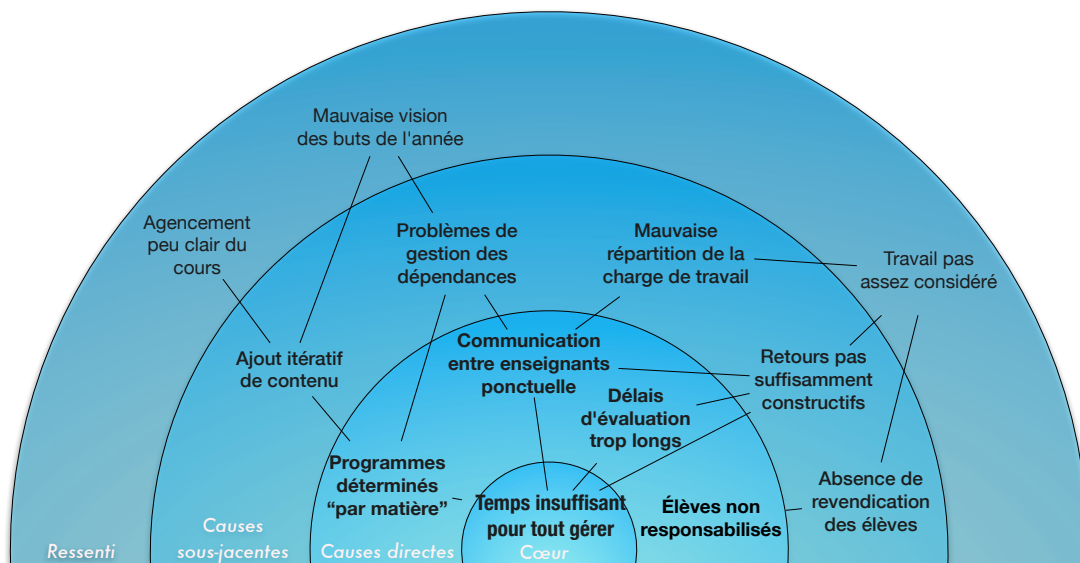 Mauvaise vision
des buts de l'année
Agencement
peu clair du
cours
Problèmes de
gestion des
dépendances
Mauvaise
répartition de la
charge de travail
Travail pas
assez considéré
Ajout itératif
de contenu
Communication
entre enseignants
ponctuelle
Retours pas
suffisamment
constructifs
Délais
d'évaluation
trop longs
Programmes
déterminés
“par matière”
Temps insuffisant
pour tout gérer
Élèves non
responsabilisés
Absence de
revendication
des élèves
Ressenti
Causes
sous-jacentes
Causes directes
Cœur